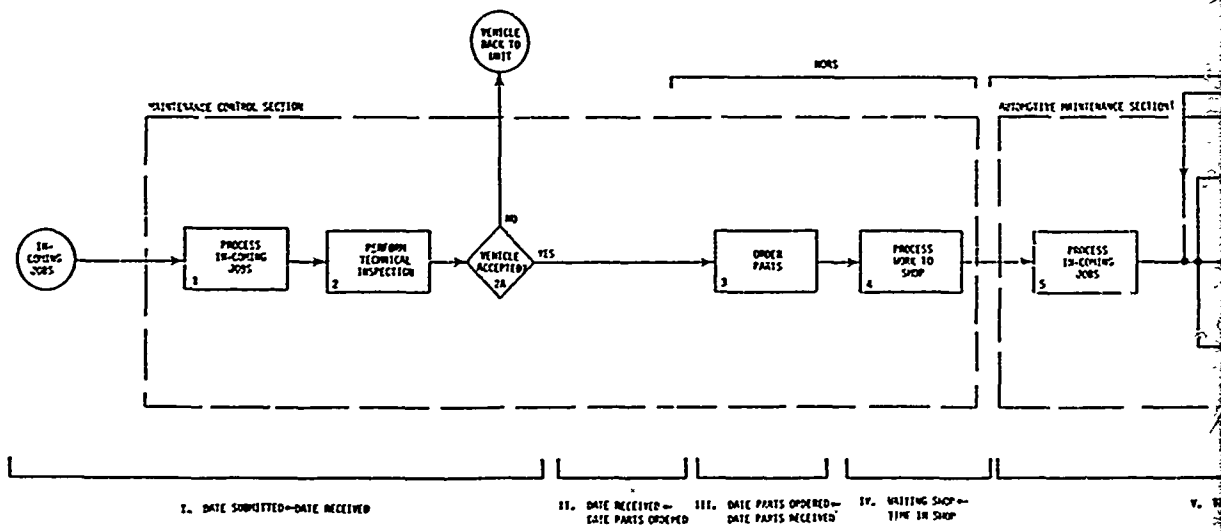 VEHICLE
BACK TO
UNIT
NORS
MAINTENANCE CONTROL SECTION
AUTOMOTIVE MAINTENANCE SECTION
IN-
COMING
JOBS
PROCESS
IN-COMING
JOBS
1
PERFORM
TECHNICAL
INSPECTION
2
NO
VEHICLE
ACCEPTED?
2A
YES
ORDER
PARTS
3
PROCESS
WORK TO
SHOP
4
PROCESS
IN-COMING
JOBS
5
I. DATE SUBMITTED-DATE RECEIVED
II. DATE RECEIVED-
DATE PARTS ORDERED
III. DATE PARTS ORDERED-
DATE PARTS RECEIVED
IV. WAITING SHOP-
TIME IN SHOP
V.